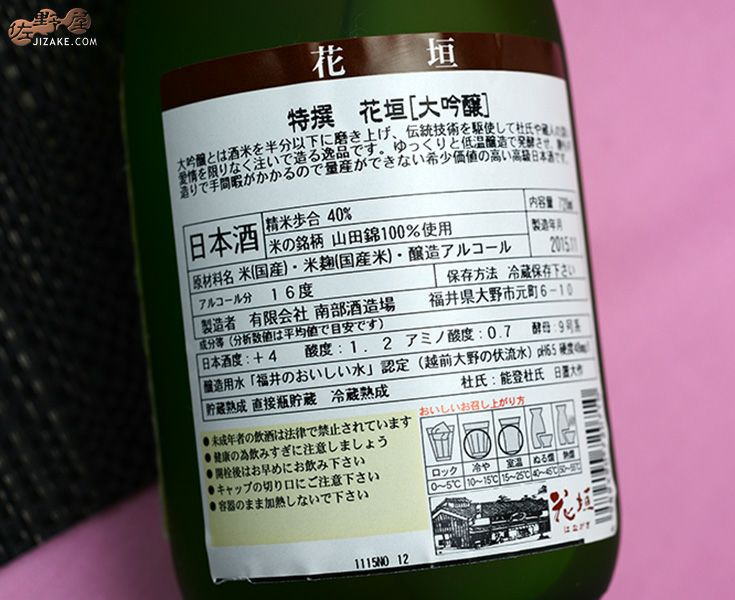 佐野屋
JIZAKE.COM
花垣
特撰 花垣[大吟醸]
大吟醸とは酒米を半分以下に磨き上げ、伝統技術を駆使して杜氏や蔵人の
愛情を限りなく注いで造る逸品です。ゆっくりと低温醸造で発酵させ、
造りで手間暇がかかるので量産ができない希少価値の高い高級日本酒です。
日本酒
精米歩合 40%
内容量 720ml
米の銘柄 山田錦100%使用
製造年月
2015.11
原材料名 米(国産)・米麹(国産米)・醸造アルコール
アルコール分 16度
保存方法 冷蔵保存下さい
製造者 有限会社 南部酒造場 福井県大野市元町6-10
成分等(分析数値は平均値で目安です)
日本酒度:+4 酸度:1.2 アミノ酸度:0.7 酵母:9号系
醸造用水「福井のおいしい水」認定(越前大野の伏流水) pH6.5
貯蔵熟成 直接瓶貯蔵 冷蔵熟成 杜氏:能登杜氏 日置大作
●未成年者の飲酒は法律で禁止されています
●健康の為飲みすぎに注意しましょう
●開栓後はお早めにお飲み下さい
●キャップの切り口にご注意下さい
●容器のまま加熱しないで下さい
おいしいお召し上がり方
ロック 冷や 室温 ぬる燗 熱燗
0〜5℃ 10〜15℃ 15〜25℃ 40〜45℃ 50〜55℃
花垣
はながき
1115NO 12